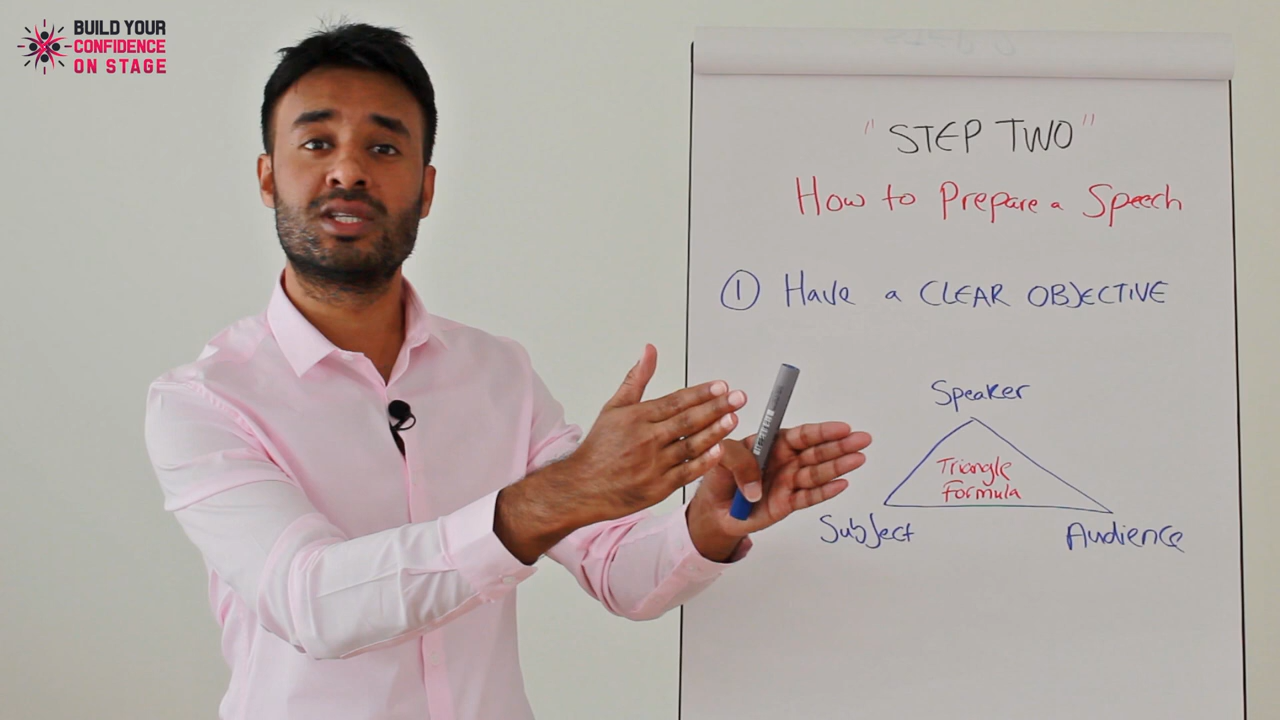 BUILD YOUR
CONFIDENCE
ON STAGE
"STEP TWO"
How to Prepare a Speech
① Have a CLEAR OBJECTIVE
Speaker
Triangle
Formula
Subject
Audience